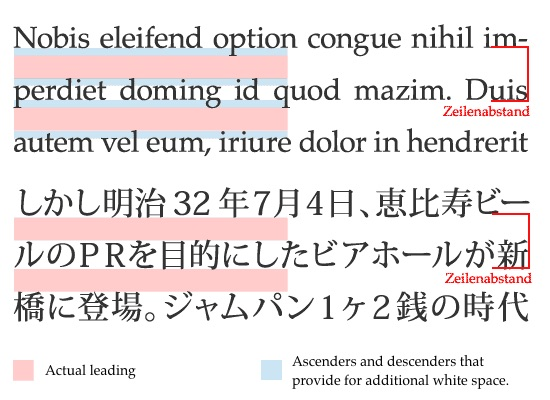 Nobis eleifend option congue nihil im-
perdiet doming id quod mazim. Duis
Zeilenabstand
autem vel eum, iriure dolor in hendrerit
しかし明治 32 年7月4日、恵比寿ビー
ルのPRを目的にしたビアホールが新
Zeilenabstand
橋に登場。ジャムパン1ヶ2銭の時代
Actual leading
Ascenders and descenders that
provide for additional white space.